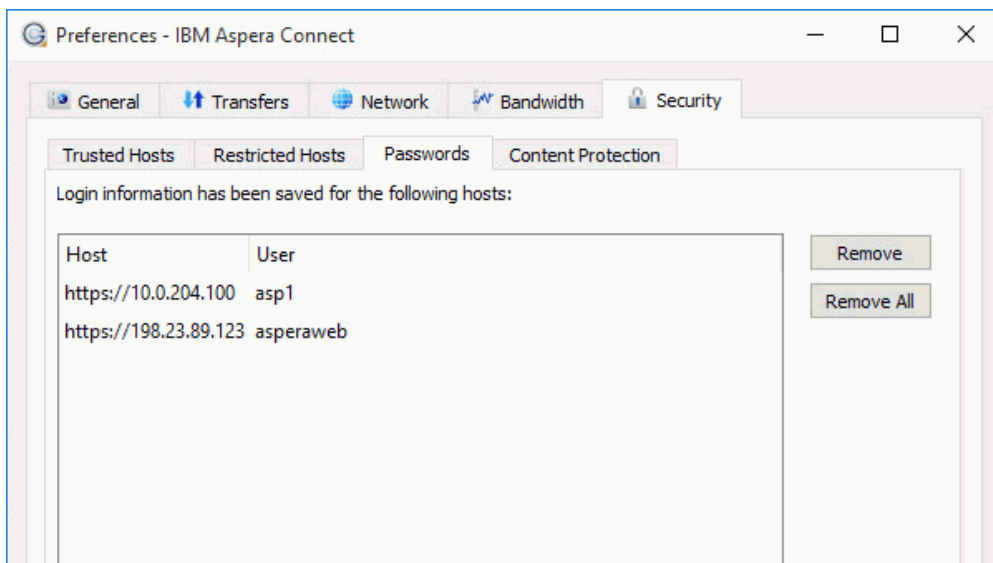 Preferences - IBM Aspera Connect
General Transfers Network Bandwidth Security
Trusted Hosts Restricted Hosts Passwords Content Protection
Login information has been saved for the following hosts:
Host User
https://10.0.204.100 asp1
https://198.23.89.123 asperaweb
Remove
Remove All